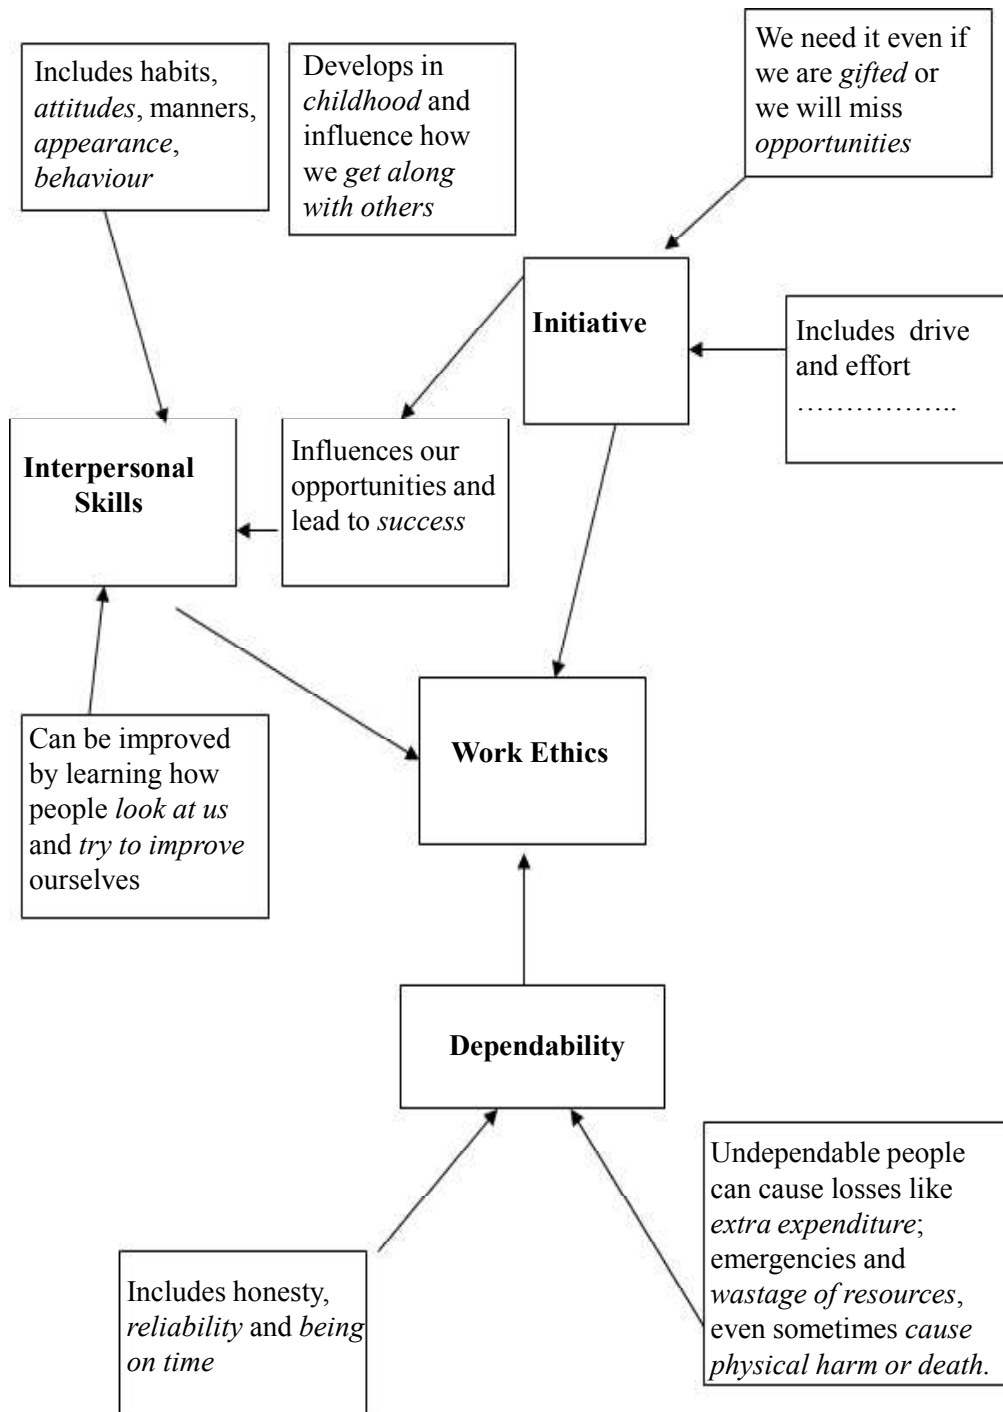 Includes habits,
attitudes, manners,
appearance,
behaviour
Develops in
childhood and
influence how
we get along
with others
We need it even if
we are gifted or
we will miss
opportunities
Initiative
Includes drive
and effort
……………..
Interpersonal
Skills
Influences our
opportunities and
lead to success
Can be improved
by learning how
people look at us
and try to improve
ourselves
Work Ethics
Dependability
Includes honesty,
reliability and being
on time
Undependable people
can cause losses like
extra expenditure;
emergencies and
wastage of resources,
even sometimes cause
physical harm or death.